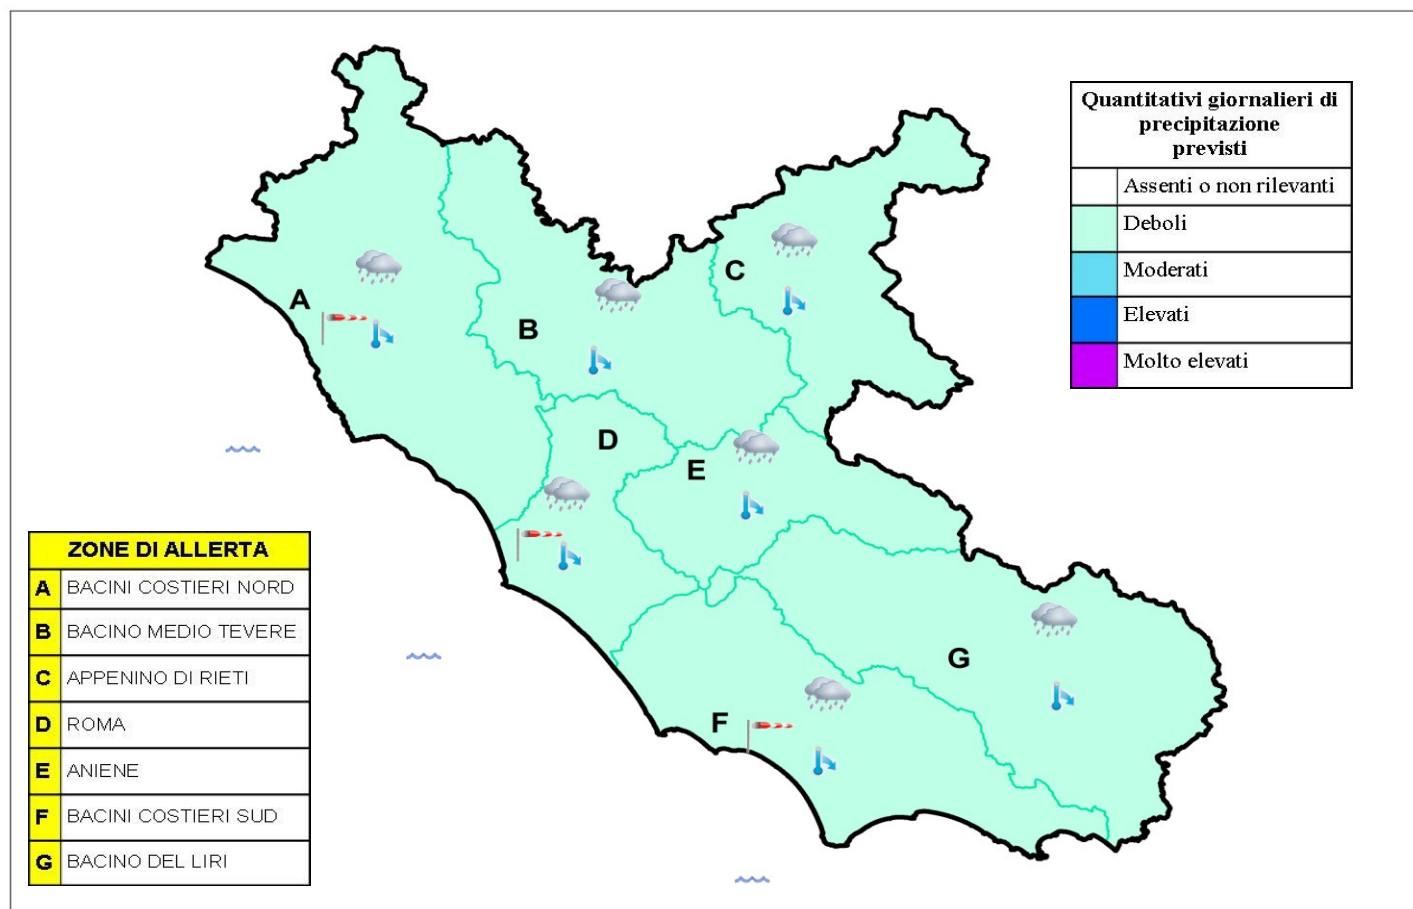 Quantitativi giornalieri di
precipitazione
previsti
Assenti o non rilevanti
Deboli
Moderati
Elevati
Molto elevati
A
B
C
D
E
F
G
ZONE DI ALLERTA
A BACINI COSTIERI NORD
B BACINO MEDIO TEVERE
C APPENINO DI RIETI
D ROMA
E ANIENE
F BACINI COSTIERI SUD
G BACINO DEL LIRI